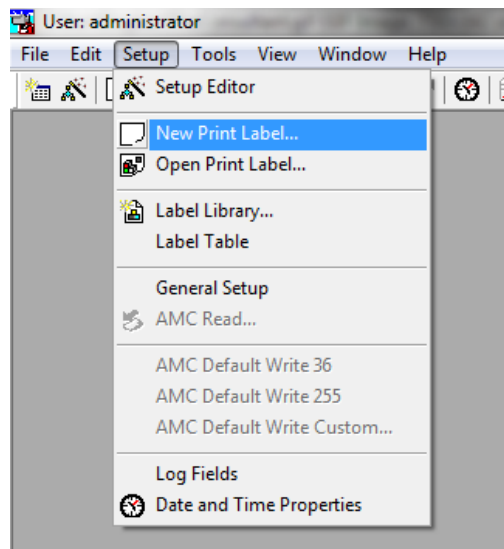 User: administrator
File Edit Setup Tools View Window Help
Setup Editor
New Print Label...
Open Print Label...
Label Library...
Label Table
General Setup
AMC Read...
AMC Default Write 36
AMC Default Write 255
AMC Default Write Custom...
Log Fields
Date and Time Properties